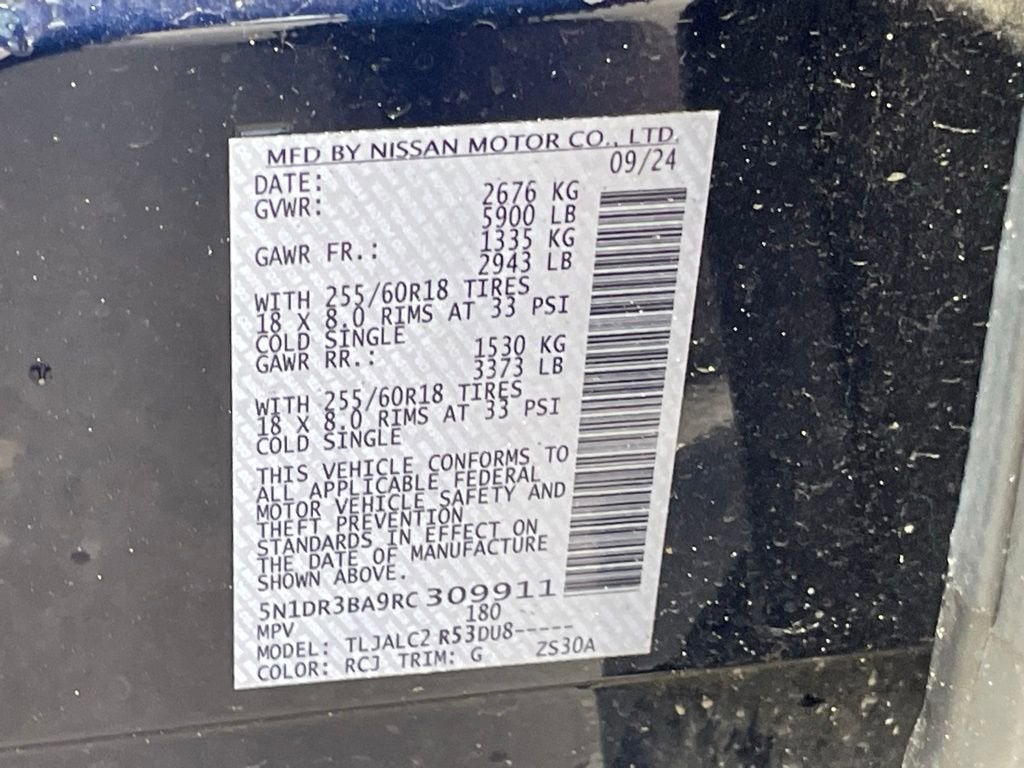 MFD BY NISSAN MOTOR CO., LTD.
DATE: 09/24
GVWR: 2676 KG
5900 LB
GAWR FR.: 1335 KG
2943 LB
WITH 255/60R18 TIRES
18 X 8.0 RIMS AT 33 PSI
COLD SINGLE
GAWR RR.: 1530 KG
3373 LB
WITH 255/60R18 TIRES
18 X 8.0 RIMS AT 33 PSI
COLD SINGLE
THIS VEHICLE CONFORMS TO
ALL APPLICABLE FEDERAL
MOTOR VEHICLE SAFETY AND
THEFT PREVENTION
STANDARDS IN EFFECT ON
THE DATE OF MANUFACTURE
SHOWN ABOVE.
5N1DR3BA9RC309911
MPV 180
MODEL: TLJALC2 R53DU8-----
COLOR: RCJ TRIM: G ZS30A